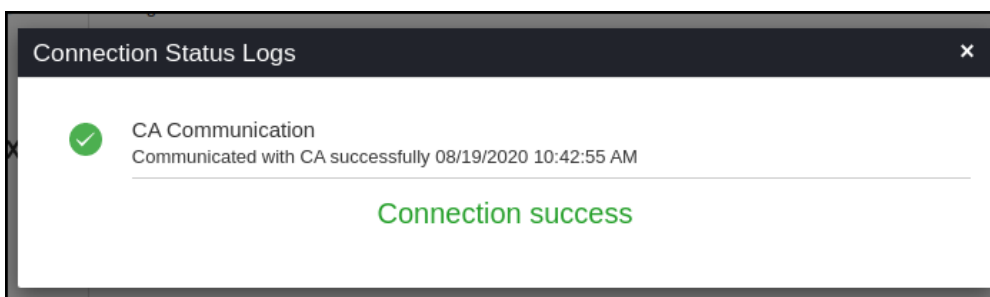 Connection Status Logs ×
CA Communication
Communicated with CA successfully 08/19/2020 10:42:55 AM
Connection success